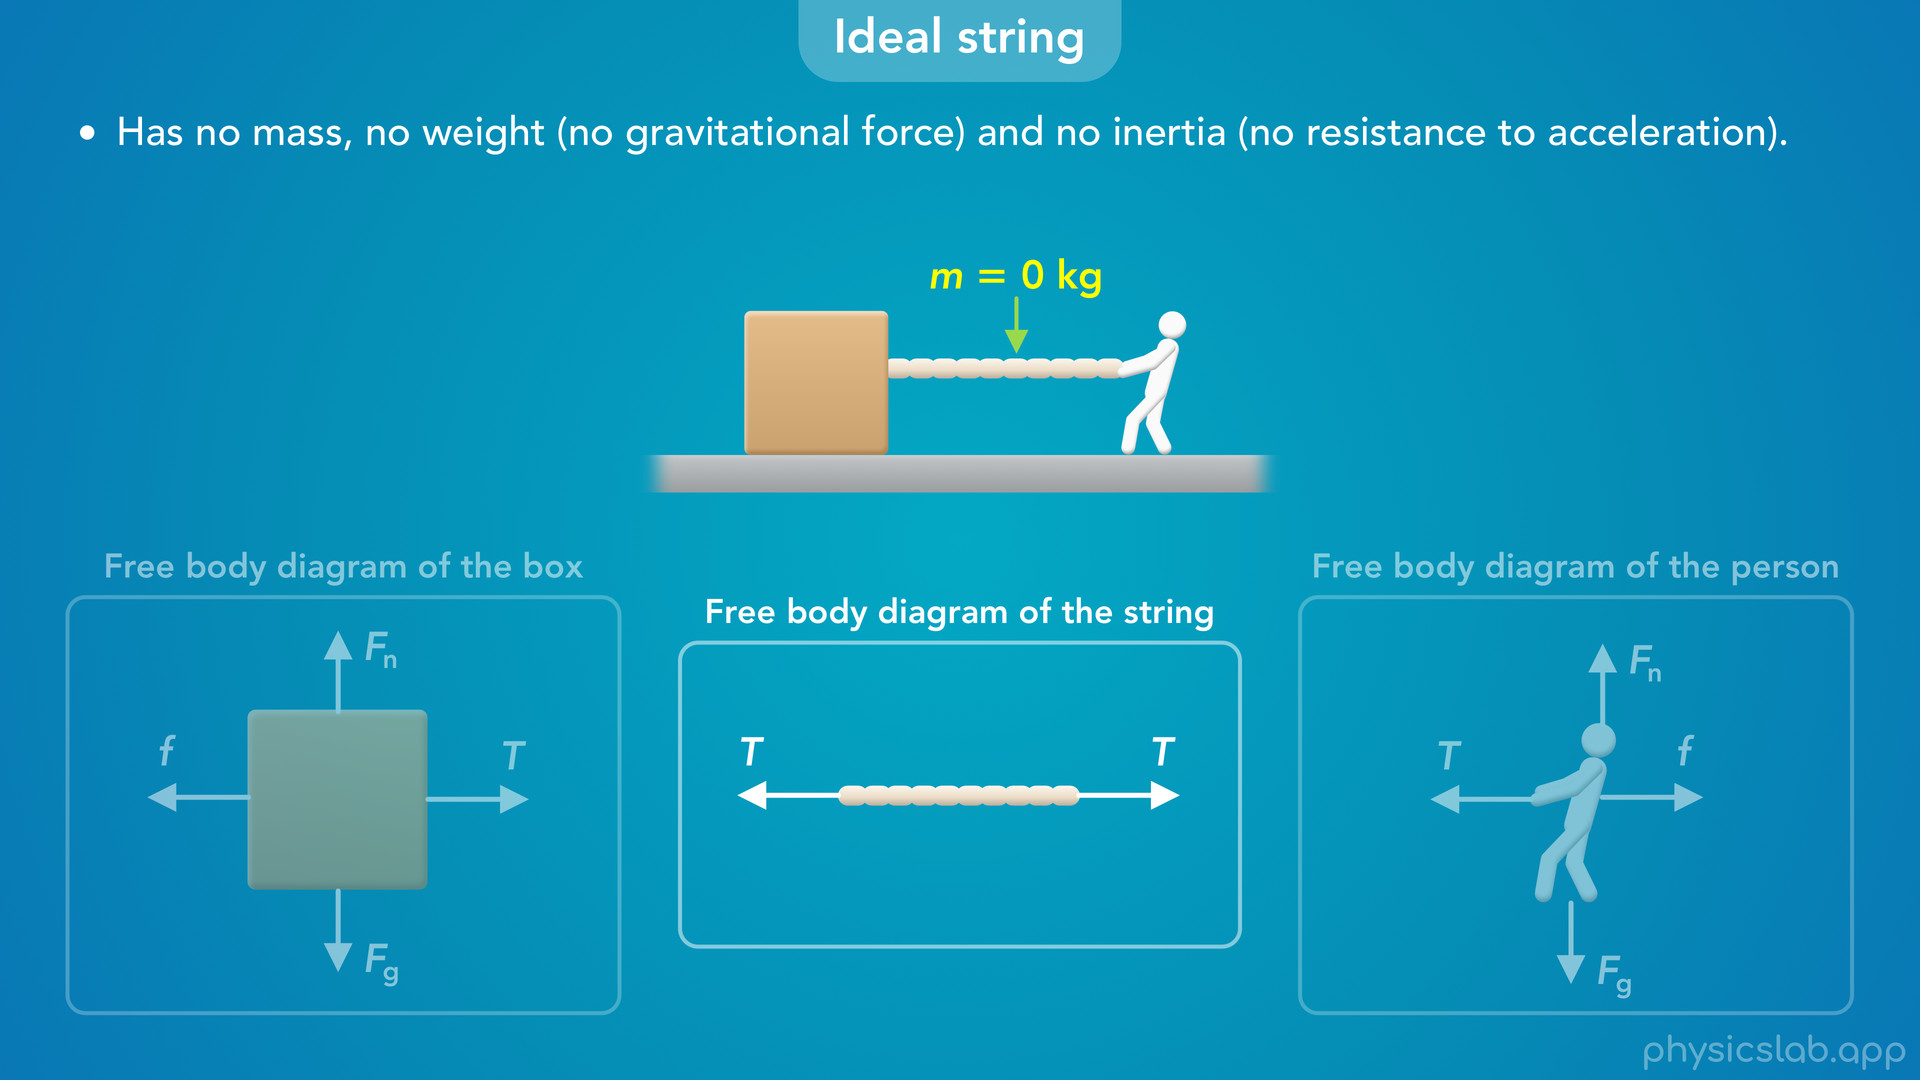 Ideal string
• Has no mass, no weight (no gravitational force) and no inertia (no resistance to acceleration).
m = 0 kg
Free body diagram of the box
Fn
f
T
Fg
Free body diagram of the string
T
T
Free body diagram of the person
Fn
T
f
Fg
physicslab.app